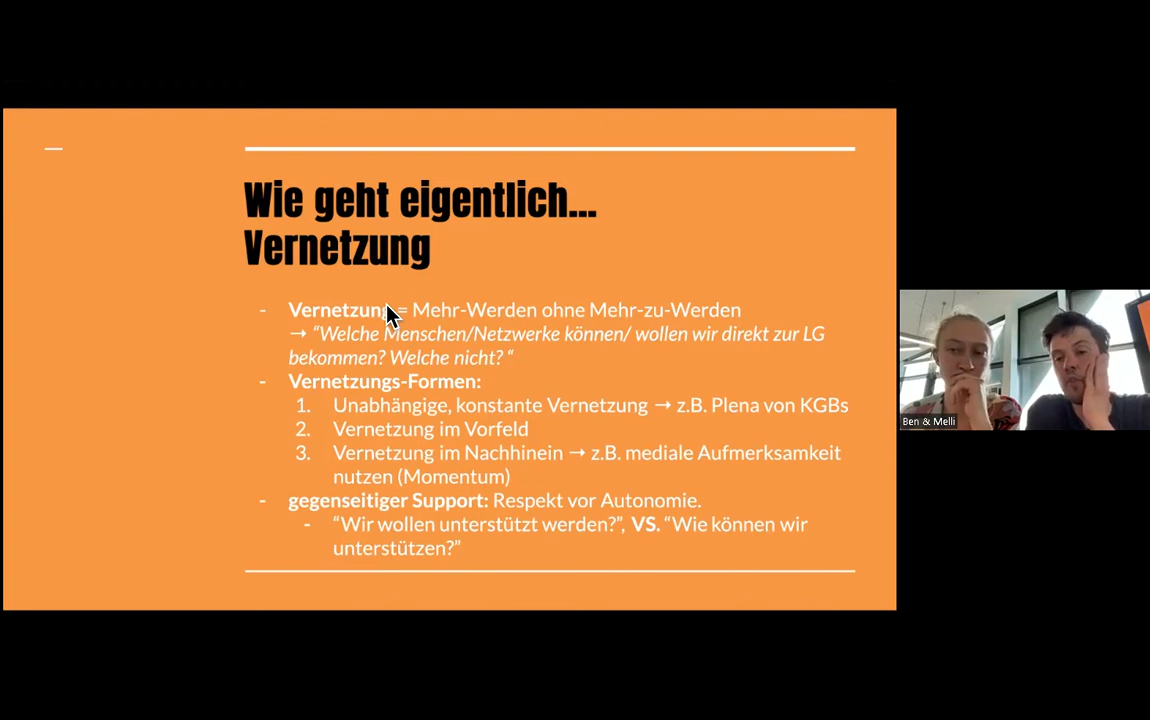 Wie geht eigentlich...
Vernetzung
- Vernetzung = Mehr-Werden ohne Mehr-zu-Werden
→ “Welche Menschen/Netzwerke können/ wollen wir direkt zur LG
bekommen? Welche nicht? “
- Vernetzungs-Formen:
1. Unabhängige, konstante Vernetzung → z.B. Plena von KGBs
2. Vernetzung im Vorfeld
3. Vernetzung im Nachhinein → z.B. mediale Aufmerksamkeit
nutzen (Momentum)
- gegenseitiger Support: Respekt vor Autonomie.
- “Wir wollen unterstützt werden?”, VS. “Wie können wir
unterstützen?”
Ben & Melli